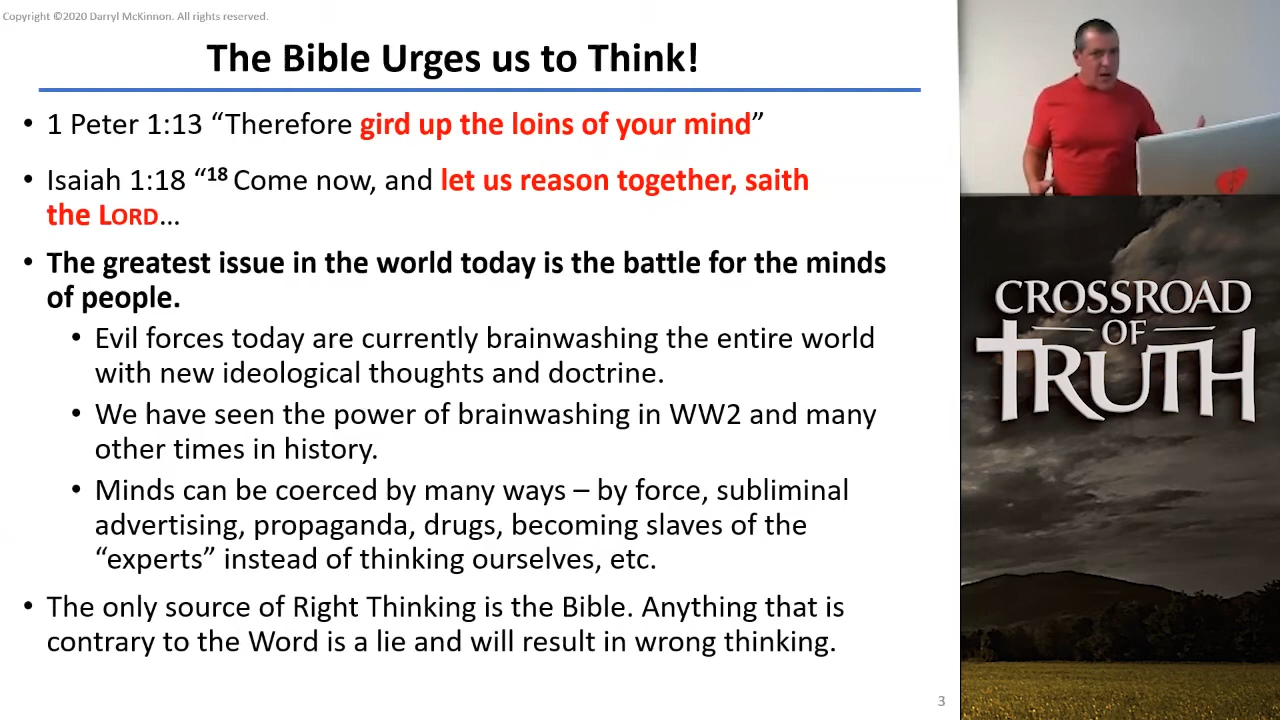 Copyright ©2020 Darryl McKinnon. All rights reserved.
The Bible Urges us to Think!
• 1 Peter 1:13 “Therefore gird up the loins of your mind”
• Isaiah 1:18 “18 Come now, and let us reason together, saith
the LORD...
• The greatest issue in the world today is the battle for the minds
of people.
• Evil forces today are currently brainwashing the entire world
with new ideological thoughts and doctrine.
• We have seen the power of brainwashing in WW2 and many
other times in history.
• Minds can be coerced by many ways – by force, subliminal
advertising, propaganda, drugs, becoming slaves of the
“experts” instead of thinking ourselves, etc.
• The only source of Right Thinking is the Bible. Anything that is
contrary to the Word is a lie and will result in wrong thinking.
3
CROSSROAD
OF
TRUTH